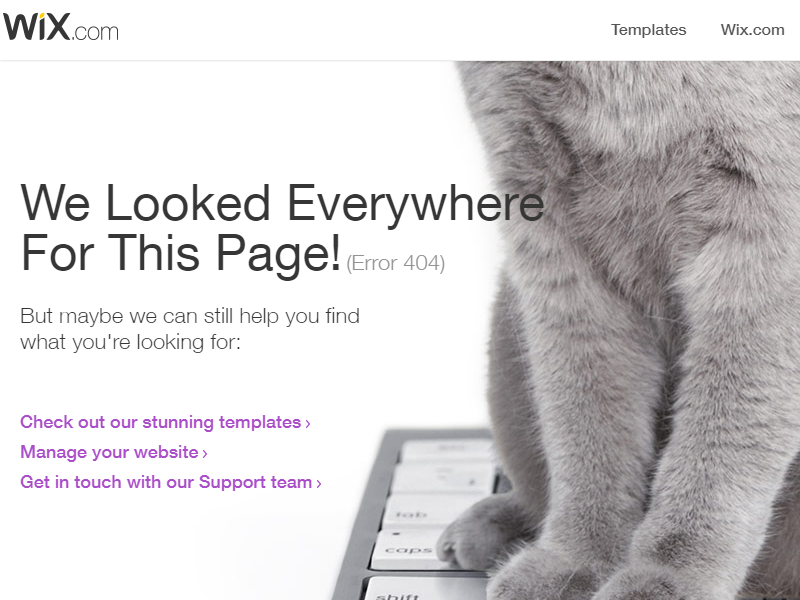 WiX.com
Templates
Wix.com
We Looked Everywhere
For This Page! (Error 404)
But maybe we can still help you find
what you're looking for:
Check out our stunning templates ›
Manage your website ›
Get in touch with our Support team ›
tab
caps
shift